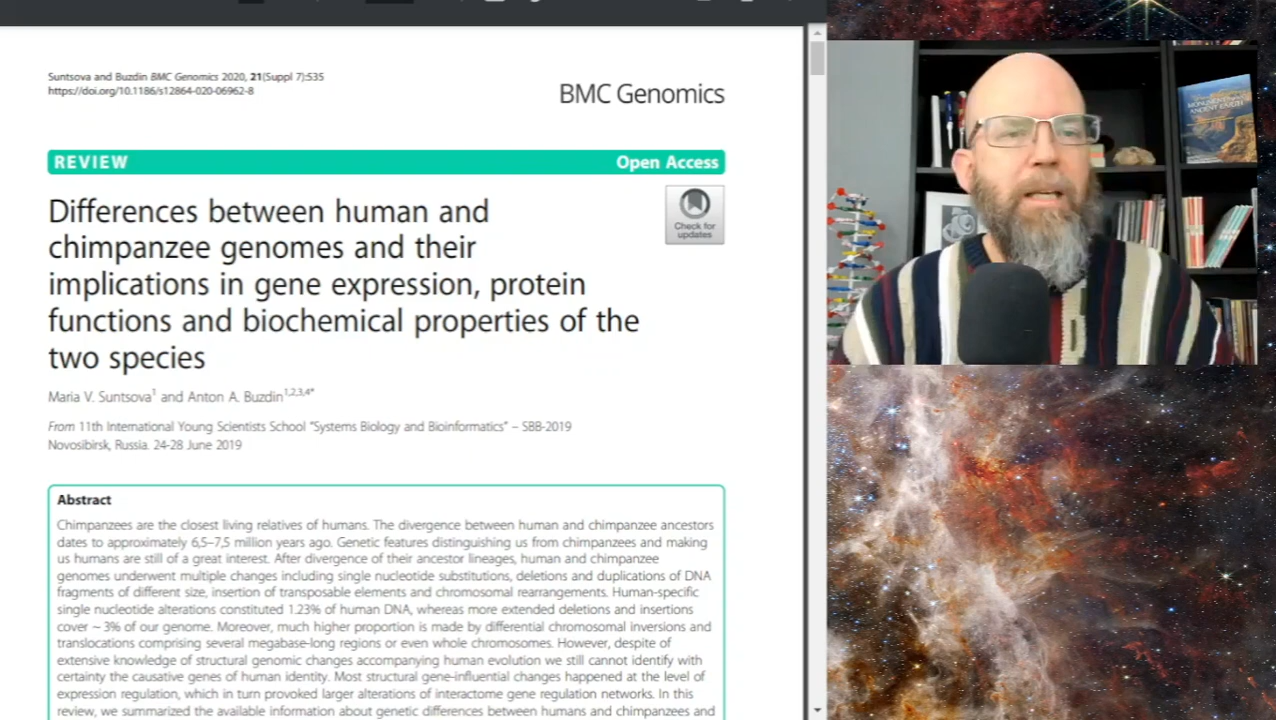 Suntsova and Buzdin BMC Genomics 2020, 21(Suppl 7):535
https://doi.org/10.1186/s12864-020-06962-8
BMC Genomics
REVIEW
Open Access
Differences between human and
chimpanzee genomes and their
implications in gene expression, protein
functions and biochemical properties of the
two species
Check for
updates
Maria V. Suntsova1 and Anton A. Buzdin1,2,3,4*
From 11th International Young Scientists School "Systems Biology and Bioinformatics" – SBB-2019
Novosibirsk, Russia. 24-28 June 2019
Abstract
Chimpanzees are the closest living relatives of humans. The divergence between human and chimpanzee ancestors
dates to approximately 6,5–7,5 million years ago. Genetic features distinguishing us from chimpanzees and making
us humans are still of a great interest. After divergence of their ancestor lineages, human and chimpanzee
genomes underwent multiple changes including single nucleotide substitutions, deletions and duplications of DNA
fragments of different size, insertion of transposable elements and chromosomal rearrangements. Human-specific
single nucleotide alterations constituted 1.23% of human DNA, whereas more extended deletions and insertions
cover ~ 3% of our genome. Moreover, much higher proportion is made by differential chromosomal inversions and
translocations comprising several megabase-long regions or even whole chromosomes. However, despite of
extensive knowledge of structural genomic changes accompanying human evolution we still cannot identify with
certainty the causative genes of human identity. Most structural gene-influential changes happened at the level of
expression regulation, which in turn provoked larger alterations of interactome gene regulation networks. In this
review, we summarized the available information about genetic differences between humans and chimpanzees and
MONUMENT
ANCIENT EARTH